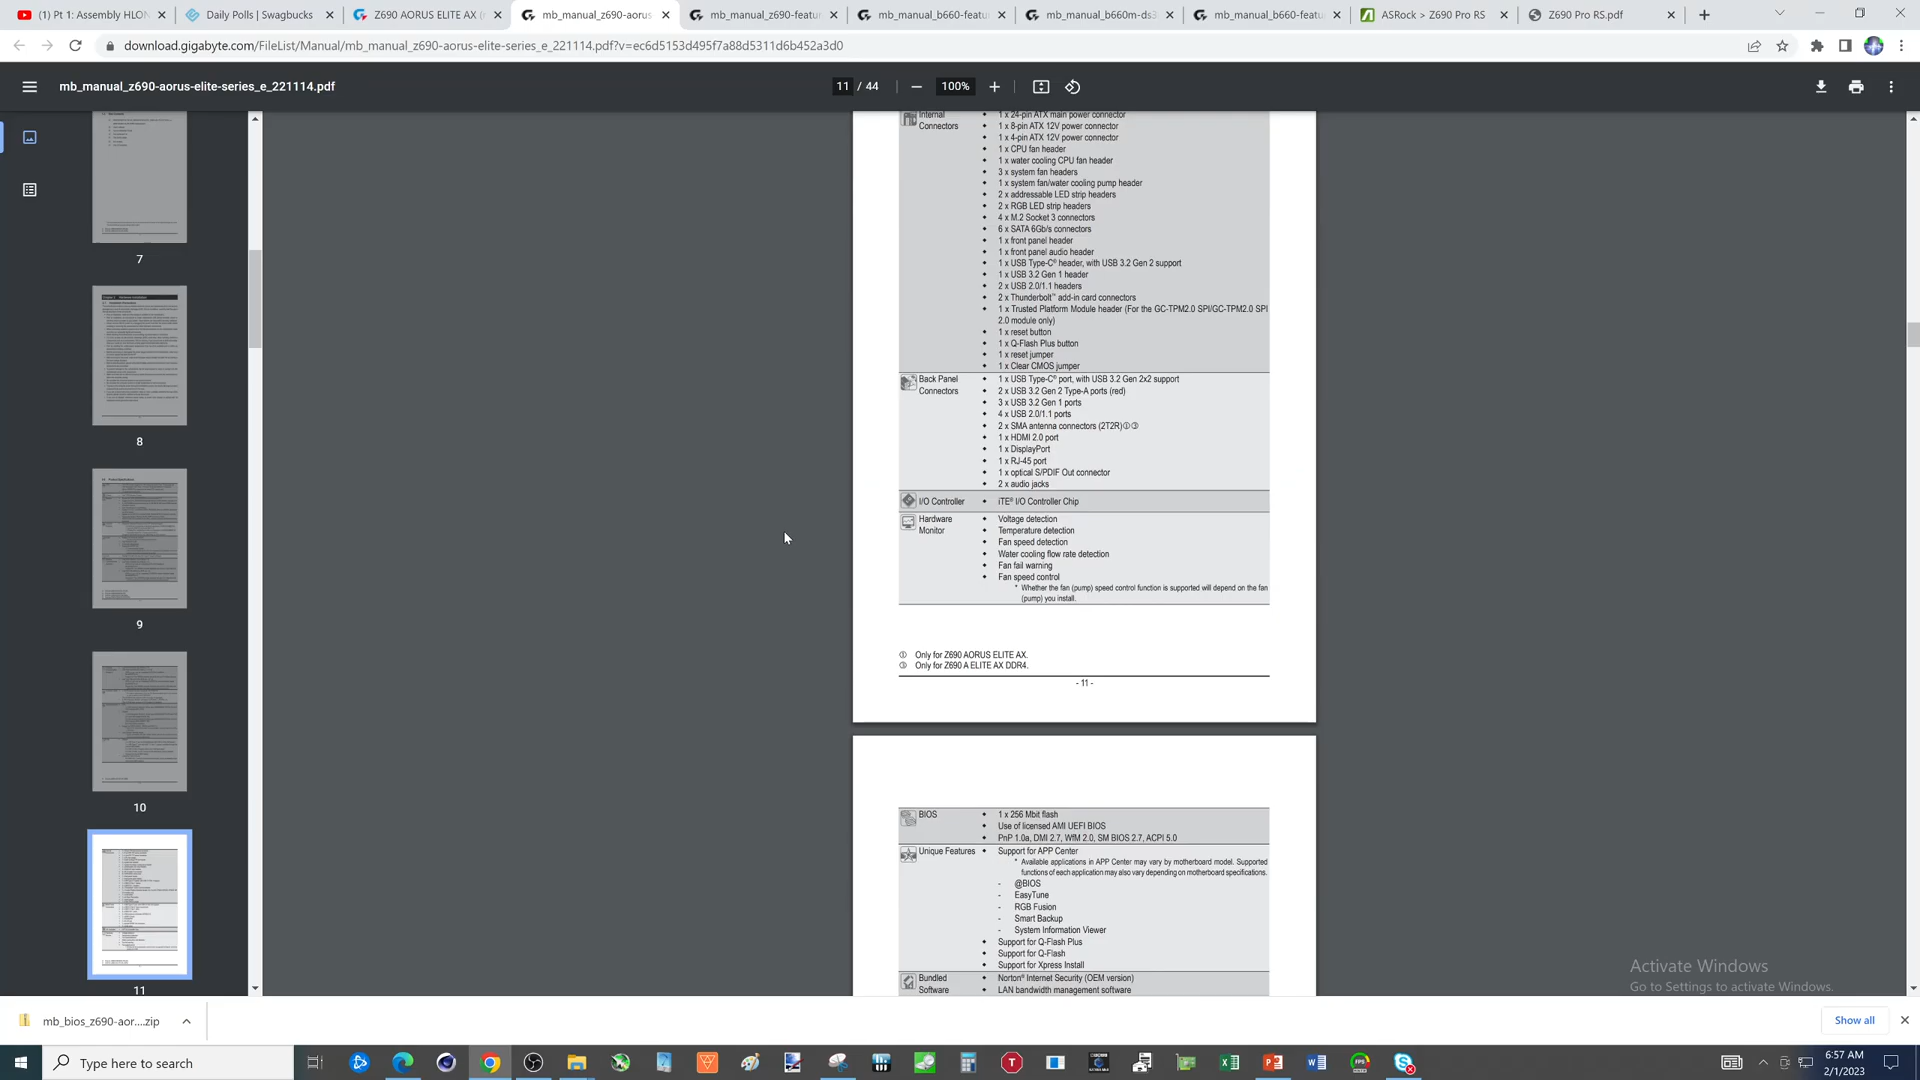 (1) Pt 1: Assembly HLON
Daily Polls | Swagbucks
Z690 AORUS ELITE AX (r
mb_manual_z690-aorus-
mb_manual_z690-featur
mb_manual_b660-featur
mb_manual_b660m-ds3
mb_manual_b660-featur
ASRock > Z690 Pro RS
Z690 Pro RS.pdf
download.gigabyte.com/FileList/Manual/mb_manual_z690-aorus-elite-series_e_221114.pdf?v=ec6d5153d495f7a88d5311d6b452a3d0
mb_manual_z690-aorus-elite-series_e_221114.pdf
11 / 44
100%
7
8
9
10
11
Internal Connectors
1 x 24-pin ATX main power connector
1 x 8-pin ATX 12V power connector
1 x 4-pin ATX 12V power connector
1 x CPU fan header
1 x water cooling CPU fan header
3 x system fan headers
1 x system fan/water cooling pump header
2 x addressable LED strip headers
2 x RGB LED strip headers
4 x M.2 Socket 3 connectors
6 x SATA 6Gb/s connectors
1 x front panel header
1 x front panel audio header
1 x USB Type-C® header, with USB 3.2 Gen 2 support
1 x USB 3.2 Gen 1 header
2 x USB 2.0/1.1 headers
2 x Thunderbolt™ add-in card connectors
1 x Trusted Platform Module header (For the GC-TPM2.0 SPI/GC-TPM2.0 SPI
2.0 module only)
1 x reset button
1 x Q-Flash Plus button
1 x reset jumper
1 x Clear CMOS jumper
Back Panel Connectors
1 x USB Type-C® port, with USB 3.2 Gen 2x2 support
2 x USB 3.2 Gen 2 Type-A ports (red)
3 x USB 3.2 Gen 1 ports
4 x USB 2.0/1.1 ports
2 x SMA antenna connectors (2T2R)①③
1 x HDMI 2.0 port
1 x DisplayPort
1 x RJ-45 port
1 x optical S/PDIF Out connector
2 x audio jacks
I/O Controller
iTE® I/O Controller Chip
Hardware Monitor
Voltage detection
Temperature detection
Fan speed detection
Water cooling flow rate detection
Fan fail warning
Fan speed control
* Whether the fan (pump) speed control function is supported will depend on the fan
(pump) you install.
① Only for Z690 AORUS ELITE AX.
③ Only for Z690 A ELITE AX DDR4.
- 11 -
BIOS
1 x 256 Mbit flash
Use of licensed AMI UEFI BIOS
PnP 1.0a, DMI 2.7, WfM 2.0, SM BIOS 2.7, ACPI 5.0
Unique Features
Support for APP Center
* Available applications in APP Center may vary by motherboard model. Supported
functions of each application may also vary depending on motherboard specifications.
- @BIOS
- EasyTune
- RGB Fusion
- Smart Backup
- System Information Viewer
Support for Q-Flash Plus
Support for Q-Flash
Support for Xpress Install
Bundled Software
Norton® Internet Security (OEM version)
LAN bandwidth management software
Activate Windows
Go to Settings to activate Windows.
mb_bios_z690-aor....zip
Show all
Type here to search
6:57 AM
2/1/2023